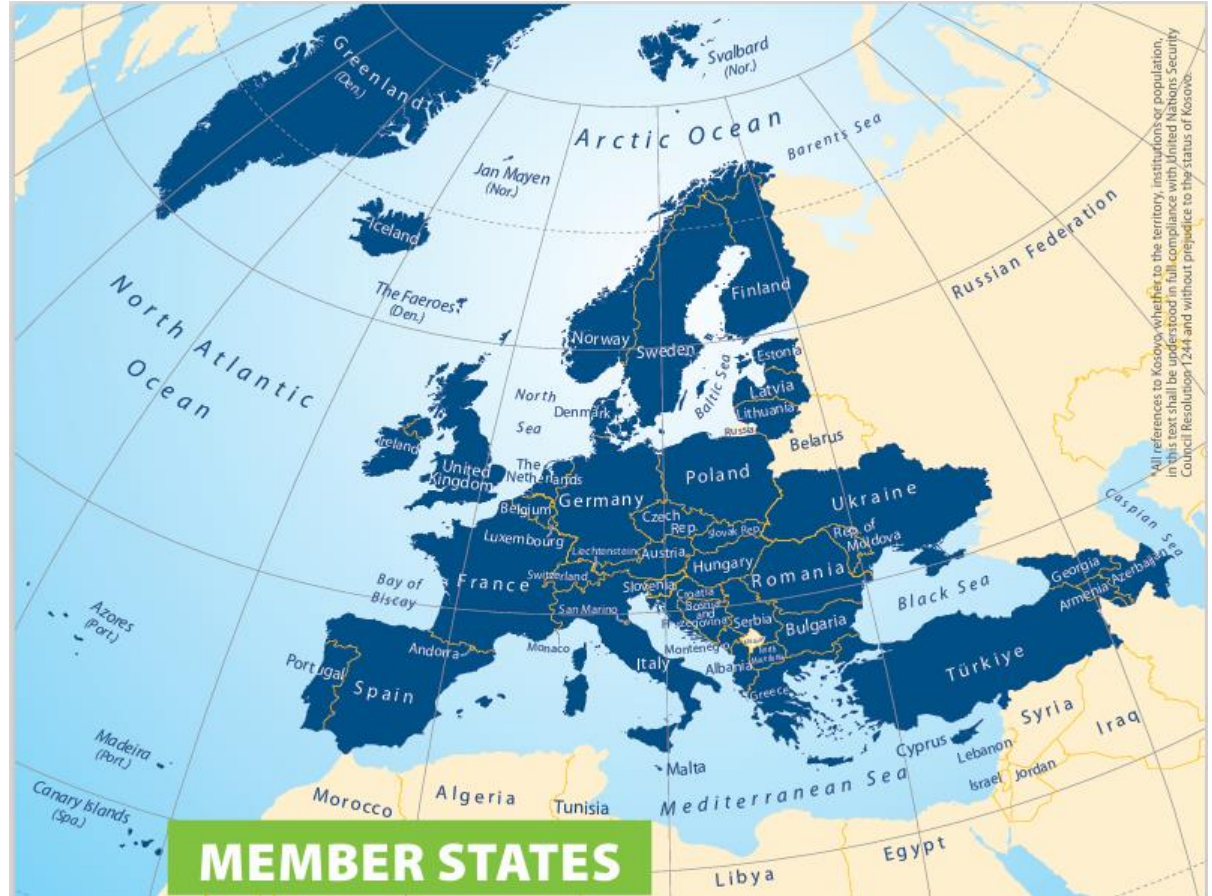 Greenland
(Den.)
Svalbard
(Nor.)
Arctic Ocean
Barents Sea
Jan Mayen
(Nor.)
Iceland
The Faeroes
(Den.)
North Atlantic
Ocean
Russian Federation
Finland
Norway
Sweden
Estonia
Latvia
Lithuania
Russia
Baltic Sea
North
Sea
Denmark
Belarus
Ireland
United
Kingdom
The
Netherlands
Belgium
Luxembourg
Germany
Poland
Ukraine
Czech
Rep.
Slovak Rep.
Rep. of
Moldova
Liechtenstein
Austria
Hungary
Romania
Switzerland
Slovenia
Croatia
Bosnia
and
Herzegovina
Serbia
Bulgaria
France
Bay of
Biscay
San Marino
Monaco
Montenegro
North
Macedonia
Albania
Italy
Greece
Andorra
Portugal
Spain
Black Sea
Caspian Sea
Georgia
Armenia
Azerbaijan
Türkiye
Azores
(Port.)
Madeira
(Port.)
Canary Islands
(Spa.)
Malta
Cyprus
Syria
Lebanon
Iraq
Israel
Jordan
Mediterranean Sea
Morocco
Algeria
Tunisia
Libya
Egypt
MEMBER STATES
*All references to Kosovo, whether to the territory, institutions or population,
in this text shall be understood in full compliance with United Nations Security
Council Resolution 1244 and without prejudice to the status of Kosovo.